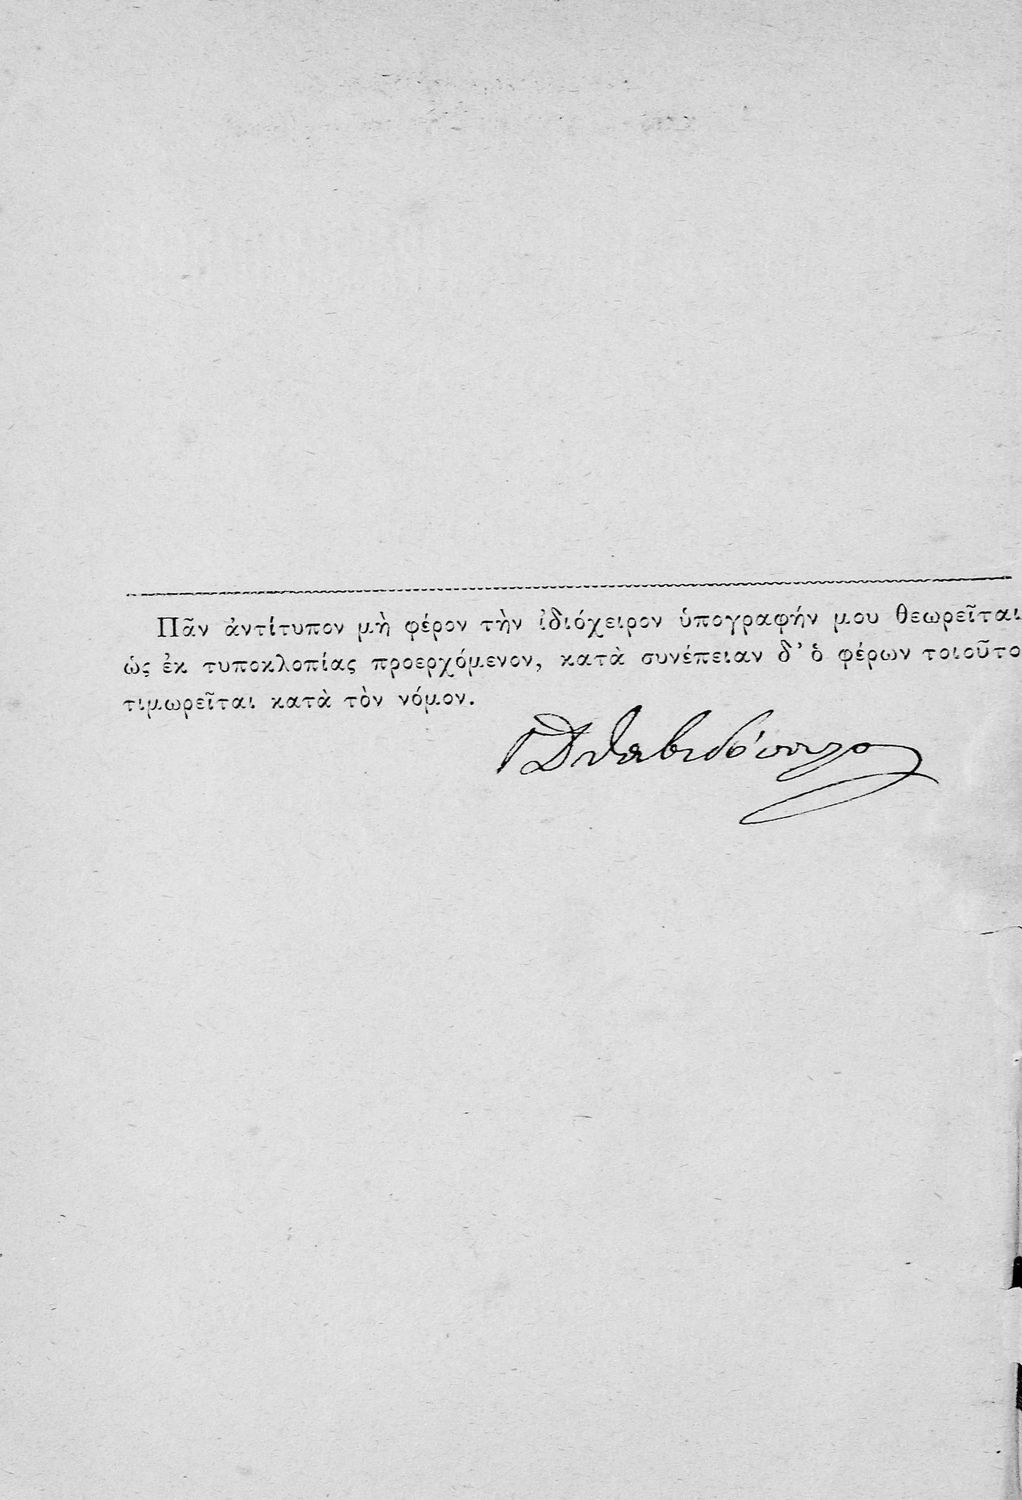 Πᾶν ἀντίτυπον μὴ φέρον τὴν ἰδιόχειρον ὑπογραφήν μου θεωρεῖται
ὡς ἐκ τυποκλοπίας προερχόμενον, κατὰ συνέπειαν δ' ὁ φέρων τοιοῦτο
τιμωρεῖται κατὰ τὸν νόμον.